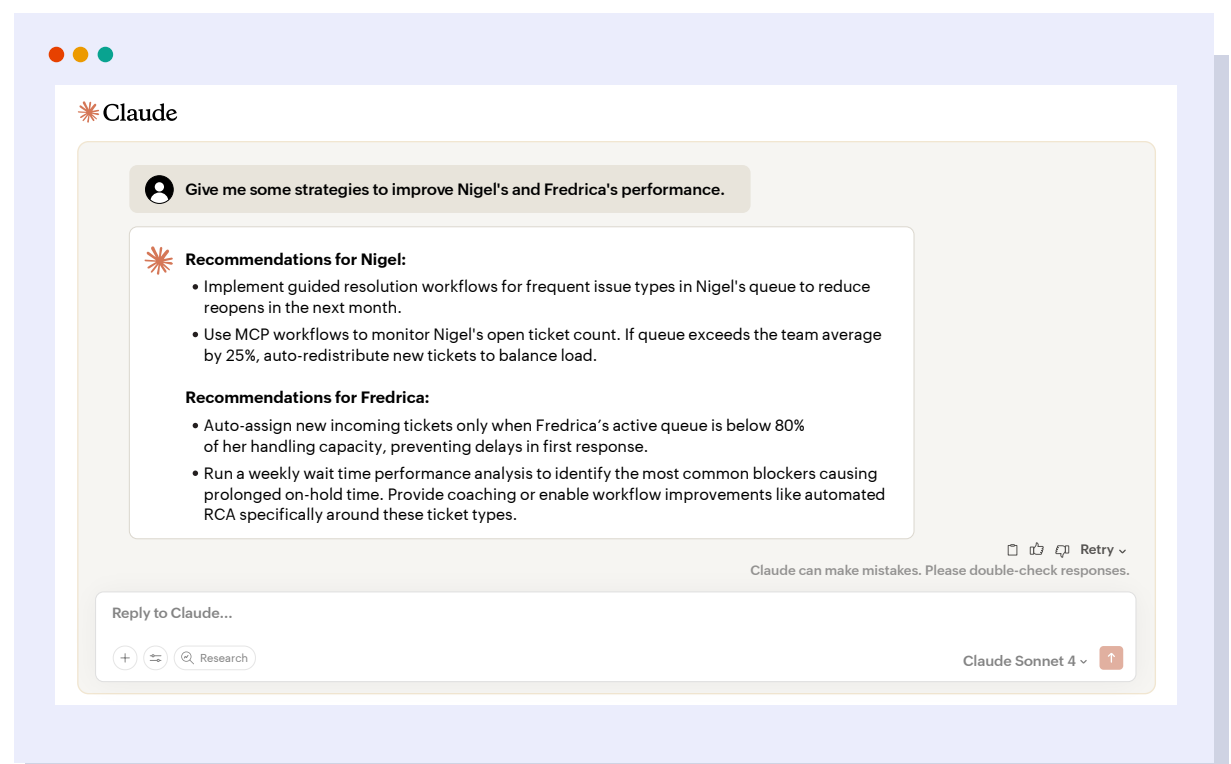 Claude
Give me some strategies to improve Nigel's and Fredrica's performance.
Recommendations for Nigel:
• Implement guided resolution workflows for frequent issue types in Nigel's queue to reduce
reopens in the next month.
• Use MCP workflows to monitor Nigel's open ticket count. If queue exceeds the team average
by 25%, auto-redistribute new tickets to balance load.
Recommendations for Fredrica:
• Auto-assign new incoming tickets only when Fredrica’s active queue is below 80%
of her handling capacity, preventing delays in first response.
• Run a weekly wait time performance analysis to identify the most common blockers causing
prolonged on-hold time. Provide coaching or enable workflow improvements like automated
RCA specifically around these ticket types.
Retry
Claude can make mistakes. Please double-check responses.
Reply to Claude...
Research
Claude Sonnet 4